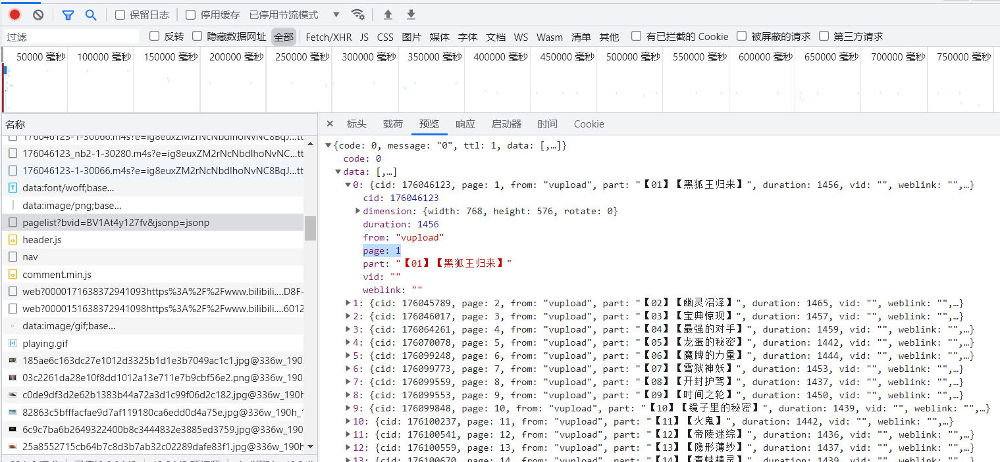 保留日志 停用缓存 已停用节流模式
过滤 反转 隐藏数据网址 全部 Fetch/XHR JS CSS 图片 媒体 字体 文档 WS Wasm 清单 其他 有已拦截的 Cookie 被屏蔽的请求 第三方请求
50000 毫秒 100000 毫秒 150000 毫秒 200000 毫秒 250000 毫秒 300000 毫秒 350000 毫秒 400000 毫秒 450000 毫秒 500000 毫秒 550000 毫秒 600000 毫秒 650000 毫秒 700000 毫秒 750000 毫秒
名称
176046123-1-30066.m4s?e=ig8euxZM2rNcNbdlhoNvNC8BqJ...tt
176046123_nb2-1-30280.m4s?e=ig8euxZM2rNcNbdlhoNvNC...tt
176046123-1-30066.m4s?e=ig8euxZM2rNcNbdlhoNvNC8BqJ...tt
data:font/woff;base...
data:image/png;base...
pagelist?bvid=BV1At4y127fv&jsonp=jsonp
header.js
nav
comment.min.js
web?0000171638372941093https%3A%2F%2Fwww.bilibili....D8F-
web?0000151638372941098https%3A%2F%2Fwww.bilibili....6012
data:image/gif;base...
playing.gif
185ae6c163dc27e1012d3325b1d1e3b7049ac1c1.jpg@336w_190
03c2261da28e10f8dd1012a13e711e7b9cbf56e2.png@336w_190
c0de9df3d2e62b1383b44a72a3d1c99f06d2c182.jpg@336w_190h
82863c5bfffacfae9d7af119180ca6edd0d4a75e.jpg@336w_190h_1
6c9c7ba6b2649322400b8c3444832e3885ed3759.jpg@336w_190
25a8552715cb64b7c8d3b7ab32c02289dafe83f1.jpg@336w_190h
× 标头 载荷 预览 响应 启动器 时间 Cookie
{code: 0, message: "0", ttl: 1, data: [,…]}
code: 0
data: [,…]
0: {cid: 176046123, page: 1, from: "vupload", part: "【01】【黑狐王归来】", duration: 1456, vid: "", weblink: "",…}
cid: 176046123
dimension: {width: 768, height: 576, rotate: 0}
duration: 1456
from: "vupload"
page: 1
part: "【01】【黑狐王归来】"
vid: ""
weblink: ""
1: {cid: 176045789, page: 2, from: "vupload", part: "【02】【幽灵沼泽】", duration: 1465, vid: "", weblink: "",…}
2: {cid: 176046017, page: 3, from: "vupload", part: "【03】【宝典惊现】", duration: 1457, vid: "", weblink: "",…}
3: {cid: 176064261, page: 4, from: "vupload", part: "【04】【最强的对手】", duration: 1459, vid: "", weblink: "",…}
4: {cid: 176070078, page: 5, from: "vupload", part: "【05】【龙蛋的秘密】", duration: 1442, vid: "", weblink: "",…}
5: {cid: 176099248, page: 6, from: "vupload", part: "【06】【魔牌的力量】", duration: 1444, vid: "", weblink: "",…}
6: {cid: 176099773, page: 7, from: "vupload", part: "【07】【雪狱神妖】", duration: 1453, vid: "", weblink: "",…}
7: {cid: 176099559, page: 8, from: "vupload", part: "【08】【开封护驾】", duration: 1437, vid: "", weblink: "",…}
8: {cid: 176099553, page: 9, from: "vupload", part: "【09】【时间之轮】", duration: 1450, vid: "", weblink: "",…}
9: {cid: 176099848, page: 10, from: "vupload", part: "【10】【镜子里的秘密】", duration: 1439, vid: "", weblink: "",…}
10: {cid: 176100237, page: 11, from: "vupload", part: "【11】【火鬼】", duration: 1442, vid: "", weblink: "",…}
11: {cid: 176100541, page: 12, from: "vupload", part: "【12】【帝陵迷综】", duration: 1436, vid: "", weblink: "",…}
12: {cid: 176100559, page: 13, from: "vupload", part: "【13】【隐形薄纱】", duration: 1437, vid: "", weblink: "",…}
13: {cid: 176100670, page: 14, from: "vupload", part: "【14】【青蛙精灵】", duration: 1439, vid: "", weblink: "",…}